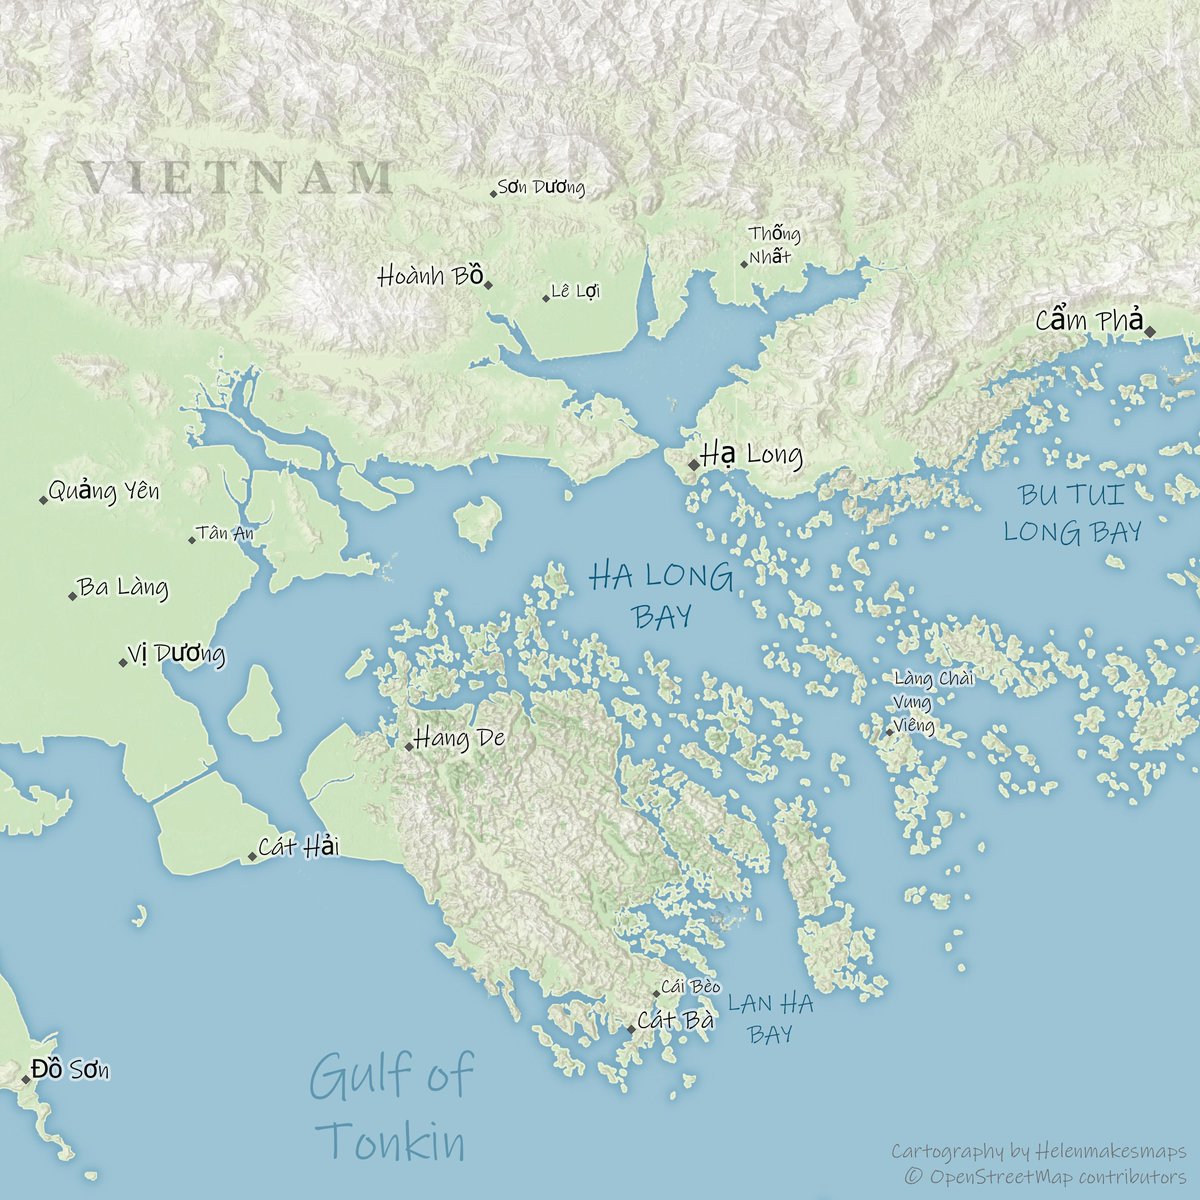 VIETNAM
Sơn Dương
Thống
Nhất
Hoành Bồ
Lê Lợi
Cẩm Phả
Hạ Long
Quảng Yên
BU TUI
LONG BAY
Tân An
HA LONG
BAY
Ba Làng
Vị Dương
Làng Chài
Vung
Viêng
Hang De
Cát Hải
Cái Bèo
LAN HA
BAY
Cát Bà
Đồ Sơn
Gulf of
Tonkin
Cartography by Helenmakesmaps
© OpenStreetMap contributors